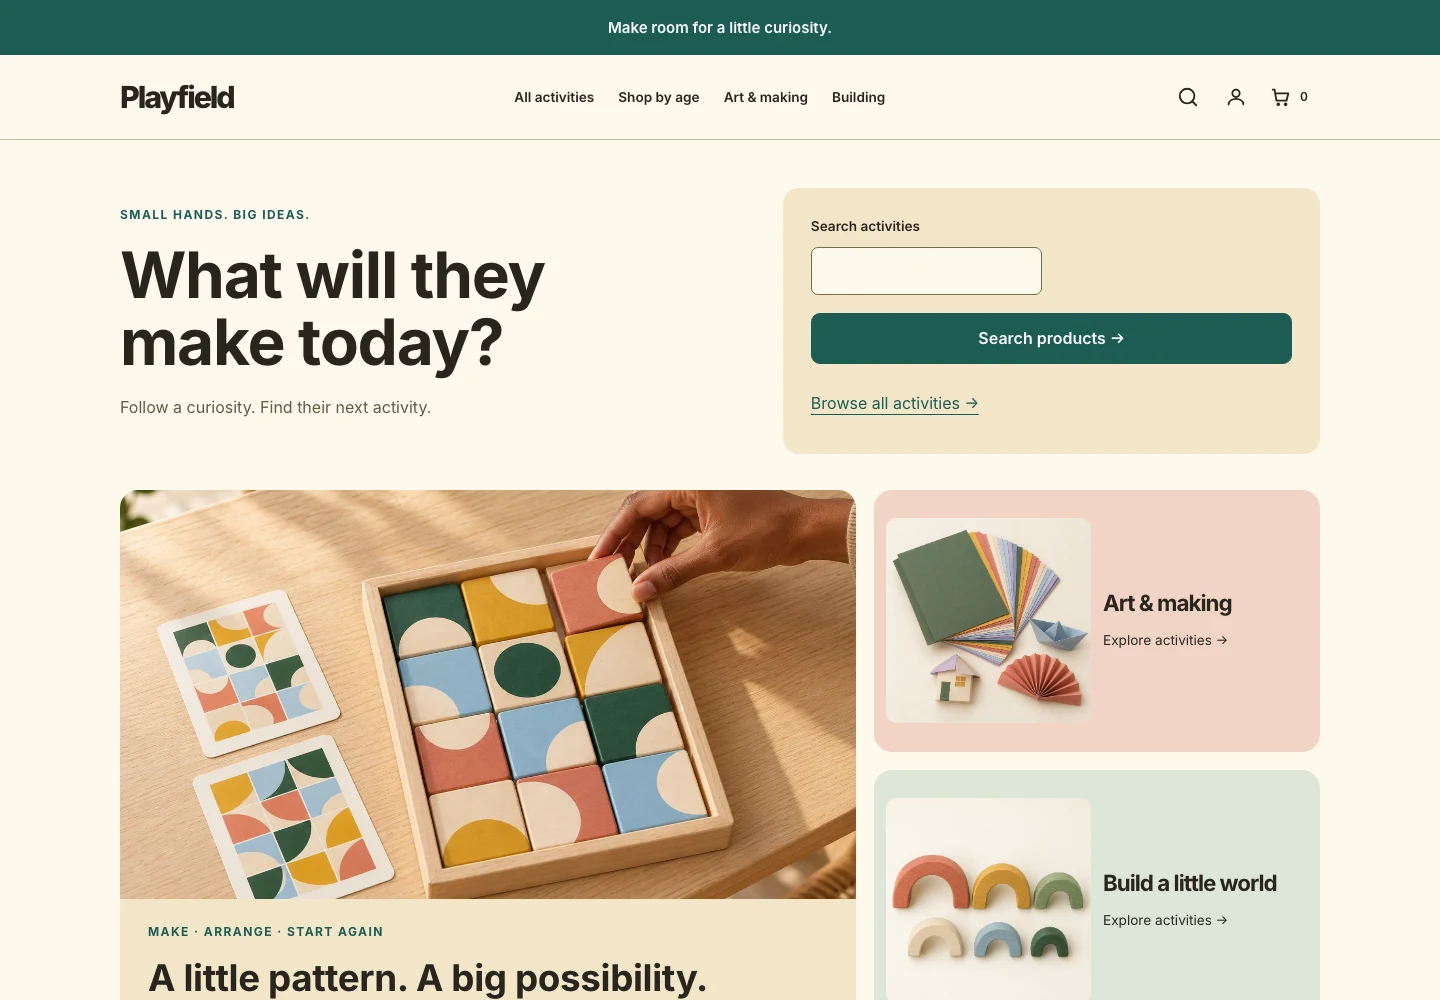 Make room for a little curiosity.
Playfield
All activities
Shop by age
Art & making
Building
0
SMALL HANDS. BIG IDEAS.
What will they
make today?
Follow a curiosity. Find their next activity.
Search activities
Search products →
Browse all activities →
Art & making
Explore activities →
Build a little world
Explore activities →
MAKE · ARRANGE · START AGAIN
A little pattern. A big possibility.